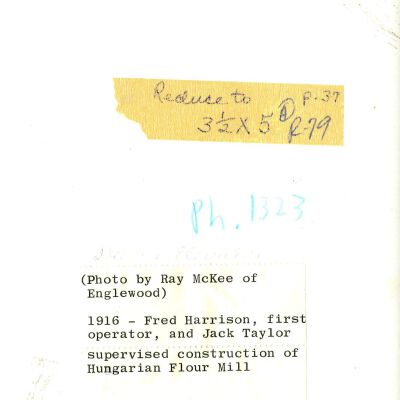 Reduce to p.37
3½ X 5 R-79
Ph. 1323
(Photo by Ray McKee of
Englewood)
1916 - Fred Harrison, first
operator, and Jack Taylor
supervised construction of
Hungarian Flour Mill